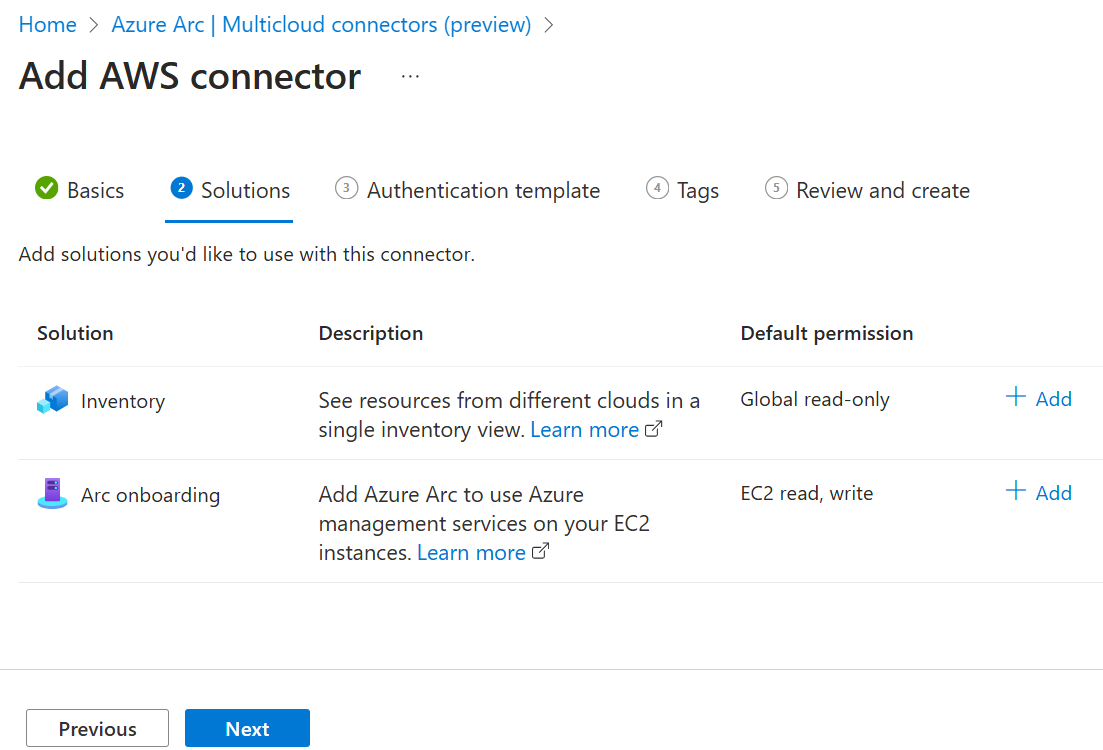 Home > Azure Arc | Multicloud connectors (preview) >
Add AWS connector ...
Basics 2 Solutions 3 Authentication template 4 Tags 5 Review and create
Add solutions you'd like to use with this connector.
Solution Description Default permission
Inventory See resources from different clouds in a Global read-only + Add
single inventory view. Learn more
Arc onboarding Add Azure Arc to use Azure EC2 read, write + Add
management services on your EC2
instances. Learn more
Previous Next